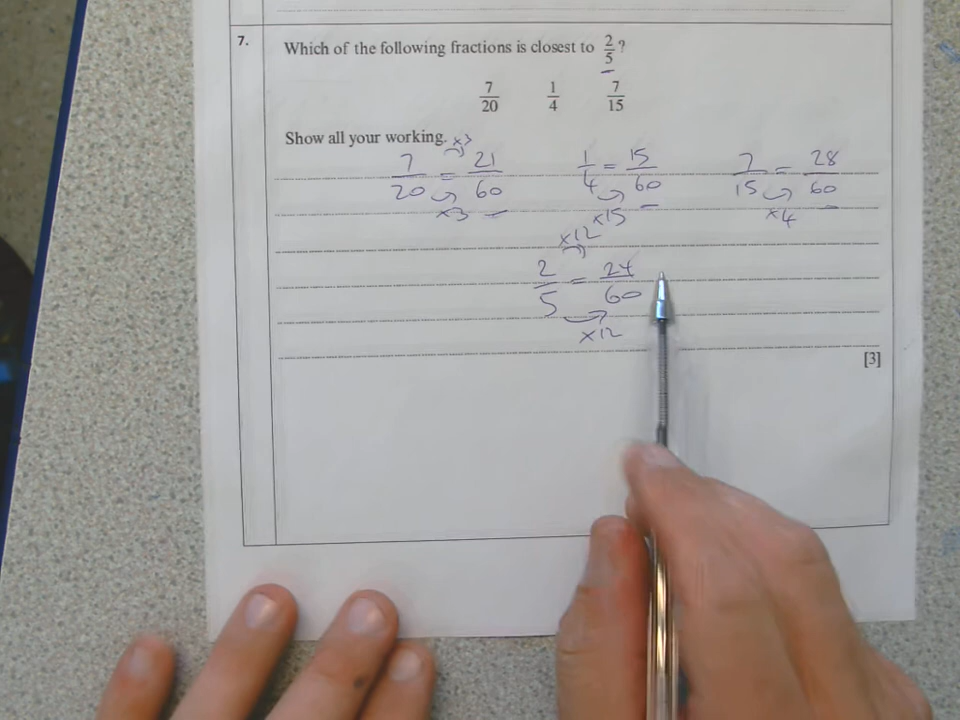 7. Which of the following fractions is closest to 2/5 ?
7/20 1/4 7/15
Show all your working.
×3
7/20 = 21/60 1/4 = 15/60 7/15 = 28/60
×3 ×15 ×4
×12
2/5 = 24/60
×12
[3]